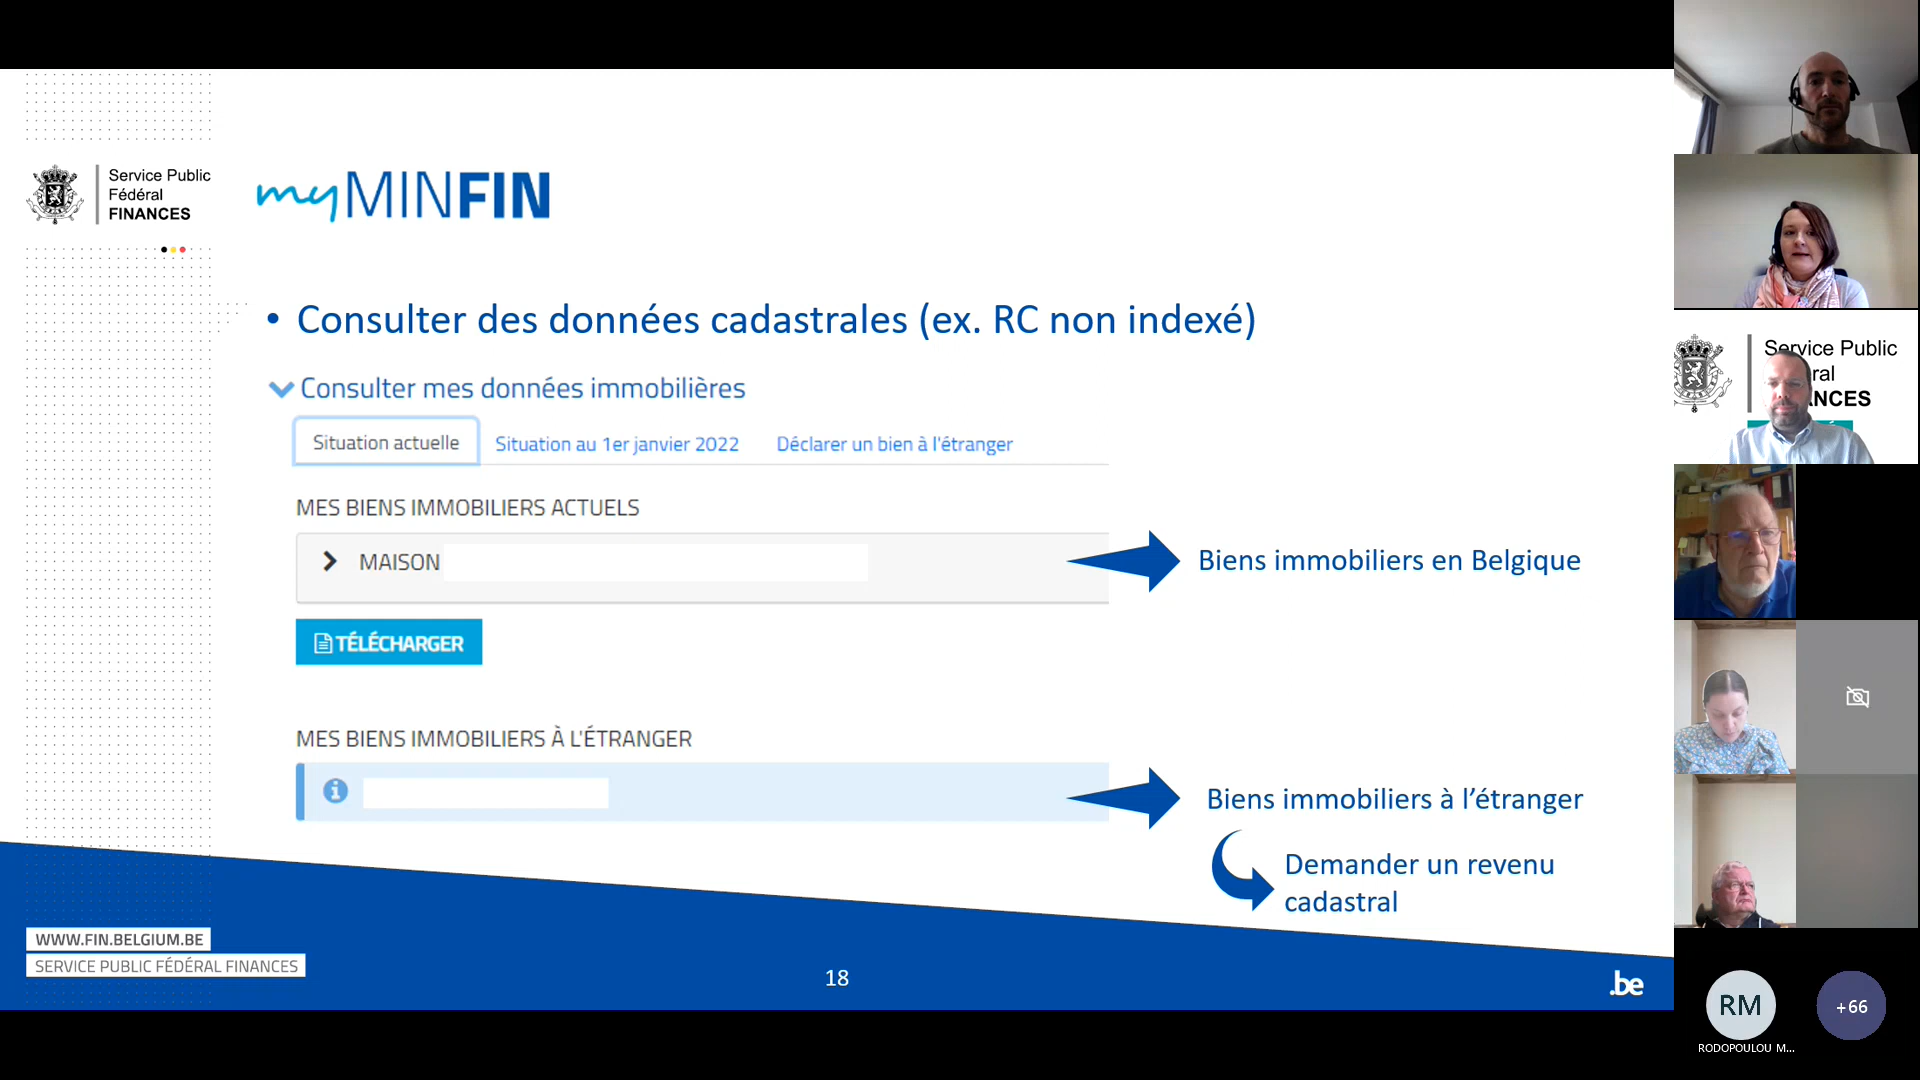 Service Public
Fédéral
FINANCES
myMINFIN
• Consulter des données cadastrales (ex. RC non indexé)
Consulter mes données immobilières
Situation actuelle
Situation au 1er janvier 2022
Déclarer un bien à l'étranger
MES BIENS IMMOBILIERS ACTUELS
MAISON
Biens immobiliers en Belgique
TÉLÉCHARGER
MES BIENS IMMOBILIERS À L'ÉTRANGER
Biens immobiliers à l’étranger
Demander un revenu
cadastral
WWW.FIN.BELGIUM.BE
SERVICE PUBLIC FÉDÉRAL FINANCES
18
.be
Service Public
ral
NCES
RM
+66
RODOPOULOU M...